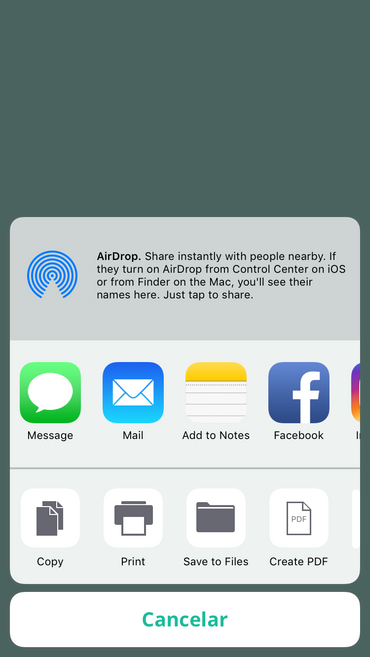 AirDrop. Share instantly with people nearby. If
they turn on AirDrop from Control Center on iOS
or from Finder on the Mac, you'll see their
names here. Just tap to share.
Message Mail Add to Notes Facebook
PDF
Copy Print Save to Files Create PDF
Cancelar